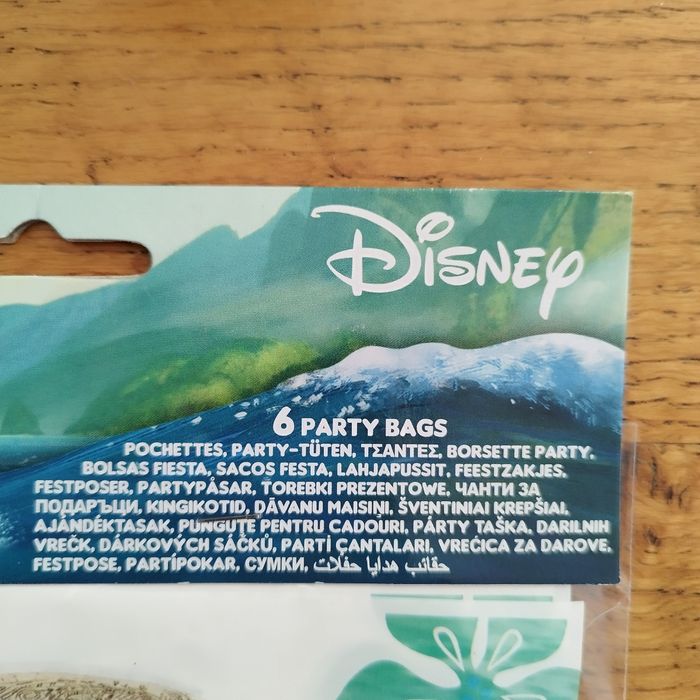 DISNEY
6 PARTY BAGS
POCHETTES, PARTY-TÜTEN, ΤΣΑΝΤΕΣ, BORSETTE PARTY,
BOLSAS FIESTA, SACOS FESTA, LAHJAPUSSIT, FEESTZAKJES,
FESTPOSER, PARTYPÅSAR, TOREBKI PREZENTOWE, ЧАНТИ ЗА
ПОДАРЪЦИ, KINGIKOTID, DĀVANU MAISIŅI, ŠVENTINIAI KREPŠIAI,
AJÁNDÉKTASAK, PUNGUTE PENTRU CADOURI, PÁRTY TAŠKA, DARILNIH
VREČK, DÁRKOVÝCH SÁČKŮ, PARTİ ÇANTALARI, VREĆICA ZA DAROVE,
FESTPOSE, PARTÍPOKAR, СУМКИ, حقائب هدايا حفلات